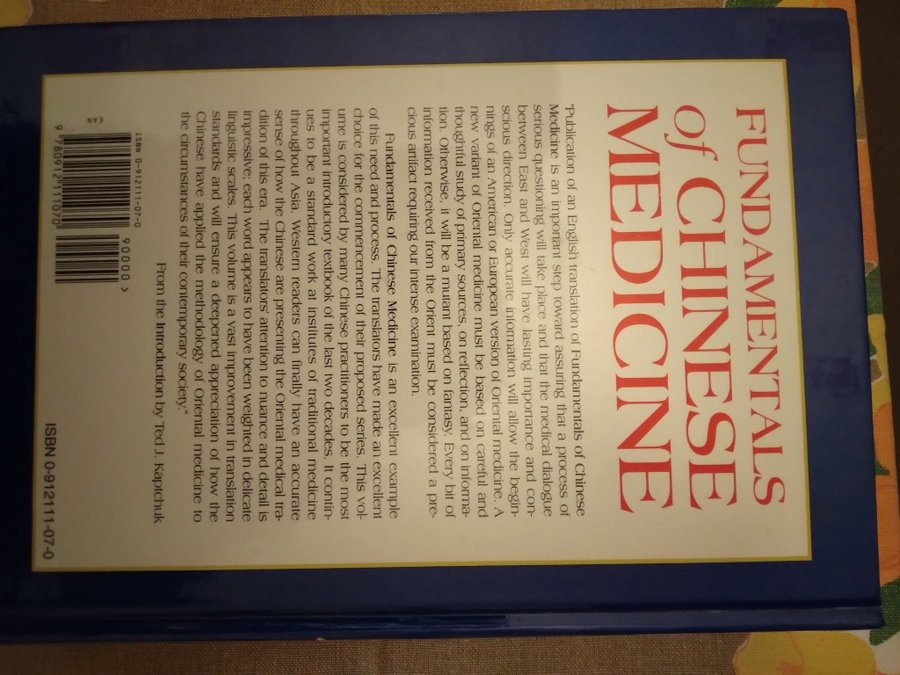 FUNDAMENTALS
of CHINESE
MEDICINE
"Publication of an English translation of Fundamentals of Chinese
Medicine is an important step toward assuring that a process of
serious questioning will take place and that the medical dialogue
between East and West will have lasting importance and con-
scious direction. Only accurate information will allow the begin-
nings of an American or European version of Oriental medicine. A
new variant of Oriental medicine must be based on careful and
thoughtful study of primary sources, on reflection, and on informa-
tion. Otherwise, it will be a mutant based on fantasy. Every bit of
information received from the Orient must be considered a pre-
cious artifact requiring our intense examination.
Fundamentals of Chinese Medicine is an excellent example
of this need and process. The translators have made an excellent
choice for the commencement of their proposed series. This vol-
ume is considered by many Chinese practitioners to be the most
important introductory textbook of the last two decades. It contin-
ues to be a standard work at institutes of traditional medicine
throughout Asia. Western readers can finally have an accurate
sense of how the Chinese are presenting the Oriental medical tra-
dition of this era. The translators' attention to nuance and detail is
impressive; each word appears to have been weighted in delicate
linguistic scales. This volume is a vast improvement in translation
standards and will ensure a deepened appreciation of how the
Chinese have applied the methodology of Oriental medicine to
the circumstances of their contemporary society."
From the Introduction by Ted J. Kaptchuk
ISBN 0-912111-07-0
90000>
EAN
9 780912 111070
ISBN 0-912111-07-0